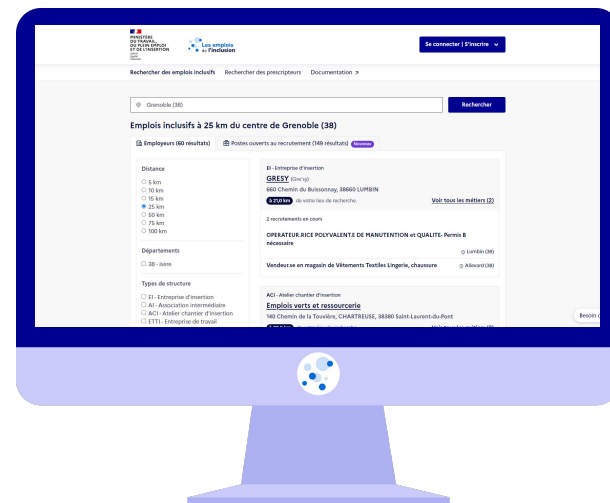 MINISTÈRE
DU TRAVAIL,
DU PLEIN EMPLOI
ET DE L'INSERTION
Les emplois
de l'inclusion
Se connecter | S'inscrire
Rechercher des emplois inclusifs Rechercher des prescripteurs Documentation
Grenoble (38)
Rechercher
Emplois inclusifs à 25 km du centre de Grenoble (38)
Employeurs (60 résultats) Postes ouverts au recrutement (149 résultats) Nouveau
Distance
5 km
10 km
15 km
25 km
50 km
75 km
100 km
Départements
38 - Isère
Types de structure
EI - Entreprise d'insertion
AI - Association intermédiaire
ACI - Atelier chantier d'insertion
ETTI - Entreprise de travail
EI - Entreprise d'insertion
GRESY (Gresy)
660 Chemin du Buissonnay, 38660 LUMBIN
à 21,0 km de votre lieu de recherche. Voir tous les métiers (2)
2 recrutements en cours
OPERATEUR.RICE POLYVALENT.E DE MANUTENTION et QUALITE- Permis B
nécessaire
Lumbin (38)
Vendeur.se en magasin de Vêtements Textiles Lingerie, chaussure Allevard (38)
ACI - Atelier chantier d'insertion
Emplois verts et ressourcerie
140 Chemin de la Touvière, CHARTREUSE, 38380 Saint-Laurent-du-Pont
Besoin